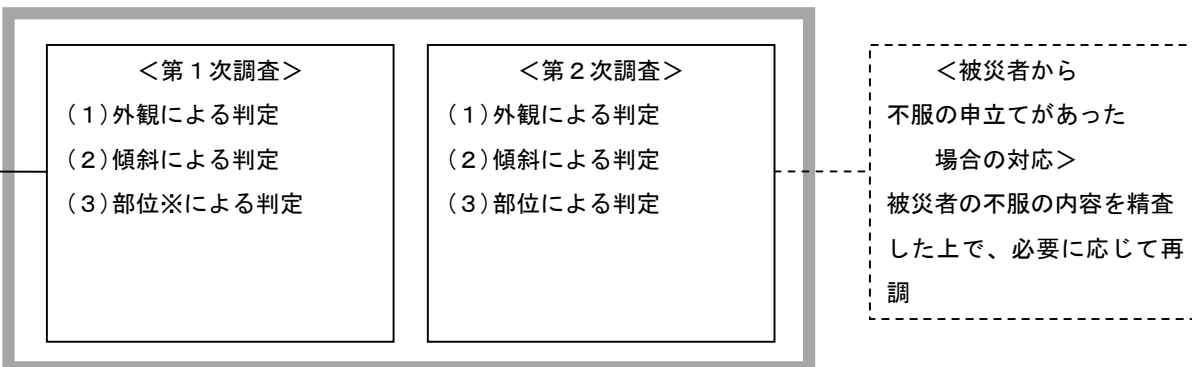 ＜第１次調査＞
（１）外観による判定
（２）傾斜による判定
（３）部位※による判定
＜第２次調査＞
（１）外観による判定
（２）傾斜による判定
（３）部位による判定
＜被災者から
不服の申立てがあった
場合の対応＞
被災者の不服の内容を精査
した上で、必要に応じて再
調